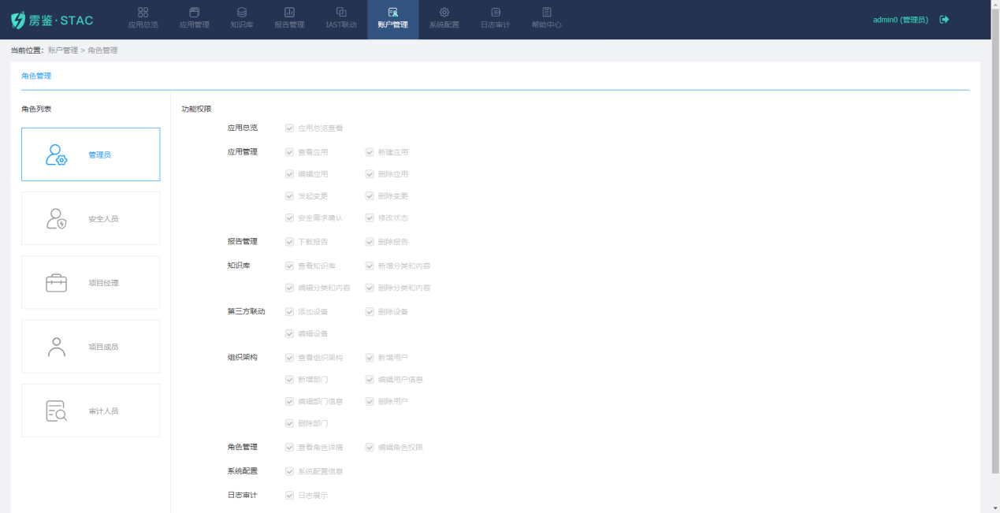 雳鉴·STAC
应用总览 应用管理 知识库 报告管理 IAST联动 账户管理 系统配置 日志审计 帮助中心
admin0 (管理员)
当前位置：账户管理 > 角色管理
角色管理
角色列表
管理员
安全人员
项目经理
项目成员
审计人员
功能权限
应用总览 应用总览查看
应用管理 查看应用 新建应用
编辑应用 删除应用
发起变更 删除变更
安全需求确认 修改状态
报告管理 下载报告 删除报告
知识库 查看知识库 新增分类和内容
编辑分类和内容 删除分类和内容
第三方联动 添加设备 删除设备
编辑设备
组织架构 查看组织架构 新增用户
新增部门 编辑用户信息
编辑部门信息 删除用户
删除部门
角色管理 查看角色详情 编辑角色权限
系统配置 系统配置信息
日志审计 日志展示